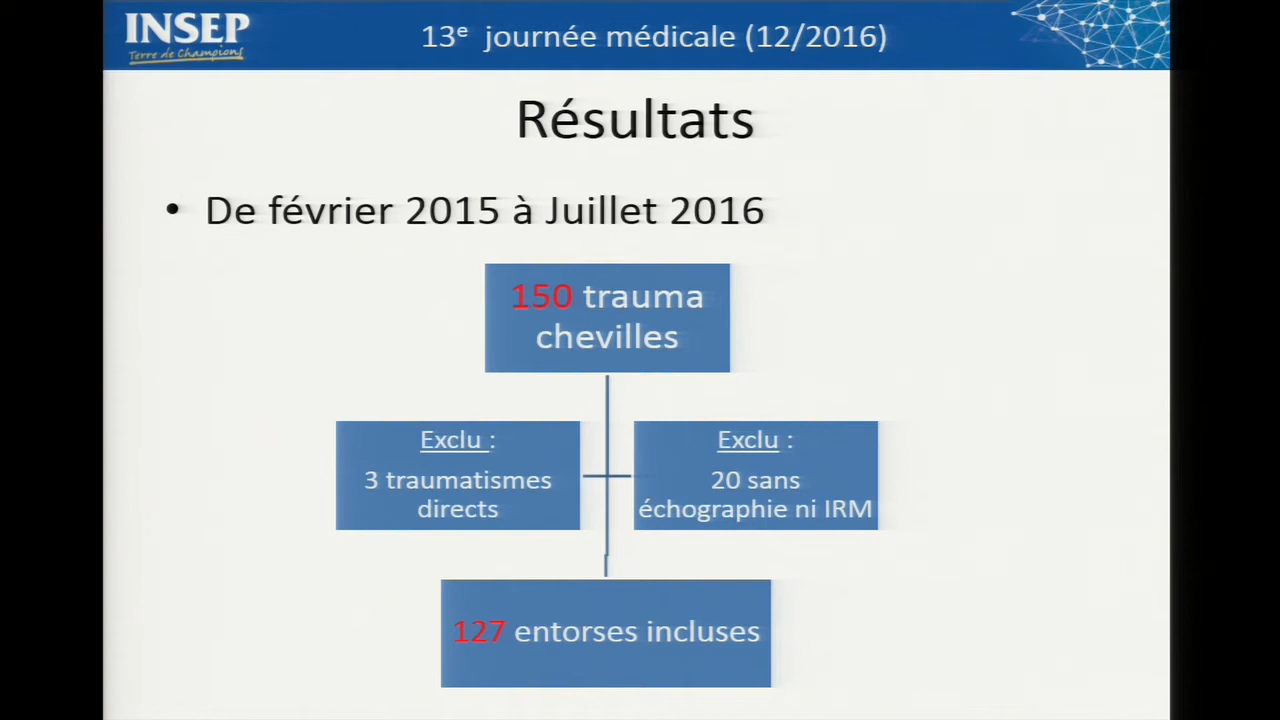 INSEP
Terre de Champions
13e journée médicale (12/2016)
Résultats
• De février 2015 à Juillet 2016
150 trauma
chevilles
Exclu :
3 traumatismes
directs
Exclu :
20 sans
échographie ni IRM
127 entorses incluses